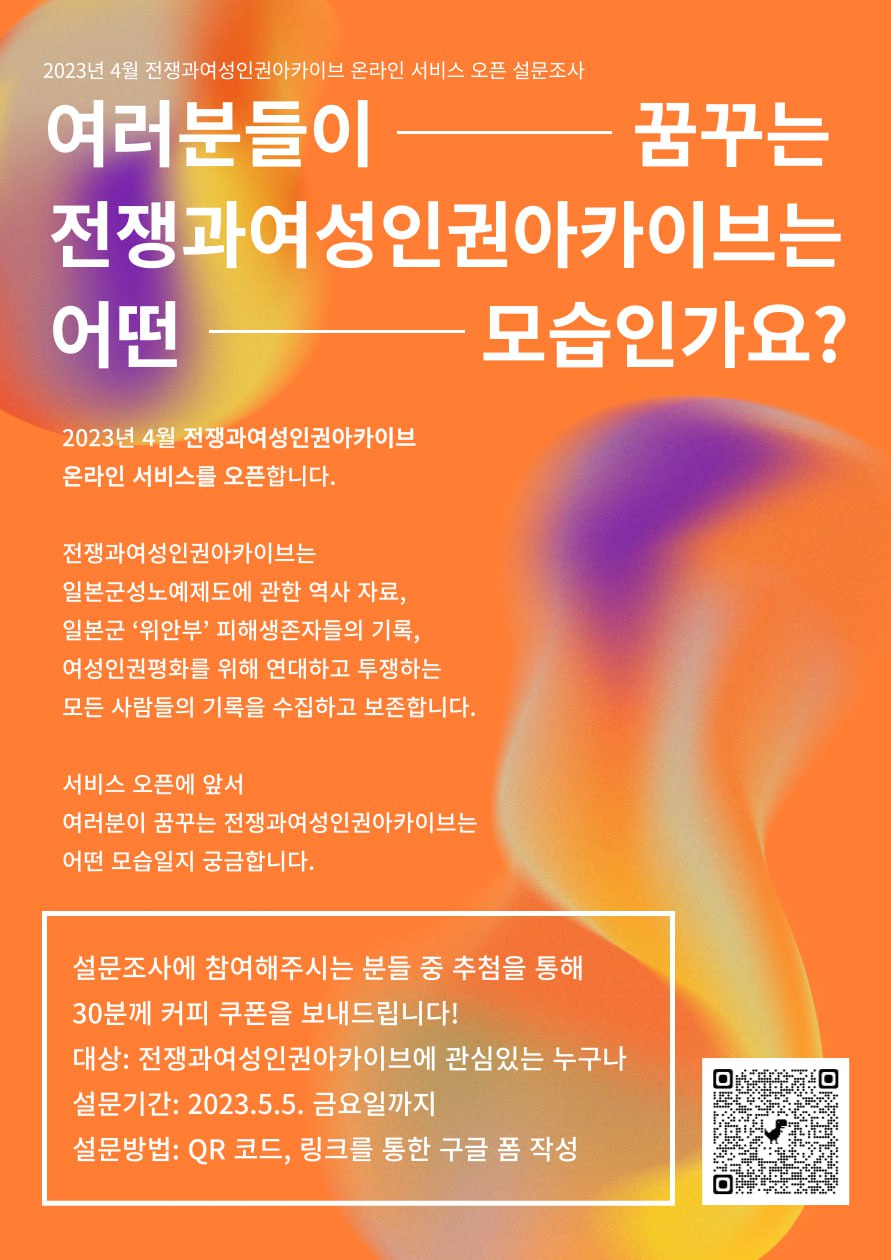 2023년 4월 전쟁과여성인권아카이브 온라인 서비스 오픈 설문조사
여러분들이 꿈꾸는
전쟁과여성인권아카이브는
어떤 모습인가요?
2023년 4월 전쟁과여성인권아카이브
온라인 서비스를 오픈합니다.
전쟁과여성인권아카이브는
일본군성노예제도에 관한 역사 자료,
일본군 ‘위안부’ 피해생존자들의 기록,
여성인권평화를 위해 연대하고 투쟁하는
모든 사람들의 기록을 수집하고 보존합니다.
서비스 오픈에 앞서
여러분이 꿈꾸는 전쟁과여성인권아카이브는
어떤 모습일지 궁금합니다.
설문조사에 참여해주시는 분들 중 추첨을 통해
30분께 커피 쿠폰을 보내드립니다!
대상: 전쟁과여성인권아카이브에 관심있는 누구나
설문기간: 2023.5.5. 금요일까지
설문방법: QR 코드, 링크를 통한 구글 폼 작성